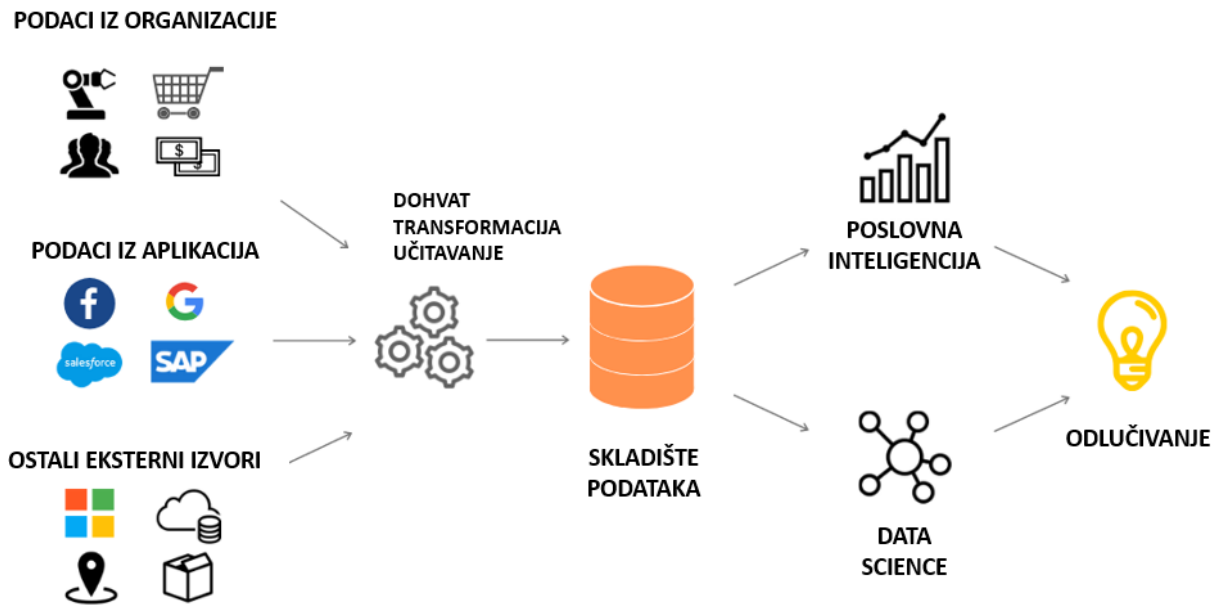 PODACI IZ ORGANIZACIJE
$
$
PODACI IZ APLIKACIJA
f
G
salesforce
SAP
OSTALI EKSTERNI IZVORI
DOHVAT
TRANSFORMACIJA
UČITAVANJE
SKLADIŠTE
PODATAKA
POSLOVNA
INTELIGENCIJA
DATA
SCIENCE
ODLUČIVANJE